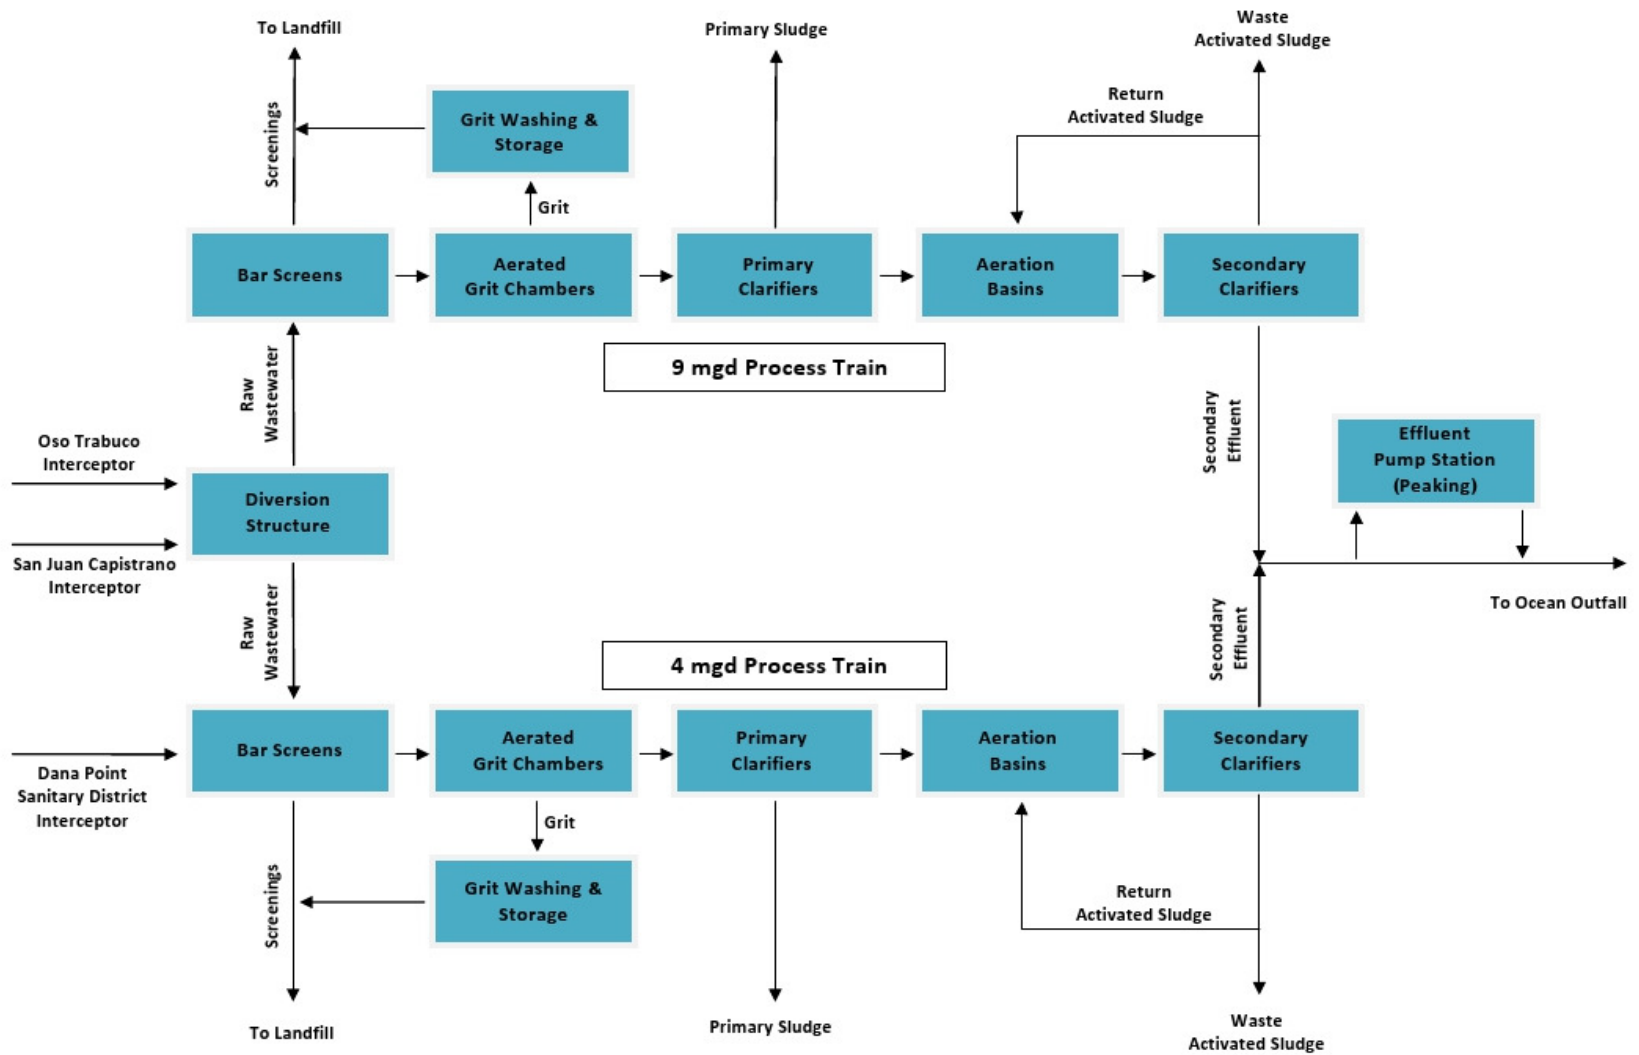 To Landfill
Primary Sludge
Waste
Activated Sludge
Screenings
Grit Washing &
Storage
Return
Activated Sludge
Grit
Bar Screens
Aerated
Grit Chambers
Primary
Clarifiers
Aeration
Basins
Secondary
Clarifiers
9 mgd Process Train
Raw
Wastewater
Secondary
Effluent
Oso Trabuco
Interceptor
Effluent
Pump Station
(Peaking)
Diversion
Structure
San Juan Capistrano
Interceptor
To Ocean Outfall
Raw
Wastewater
Secondary
Effluent
4 mgd Process Train
Bar Screens
Aerated
Grit Chambers
Primary
Clarifiers
Aeration
Basins
Secondary
Clarifiers
Dana Point
Sanitary District
Interceptor
Grit
Screenings
Grit Washing &
Storage
Return
Activated Sludge
To Landfill
Primary Sludge
Waste
Activated Sludge